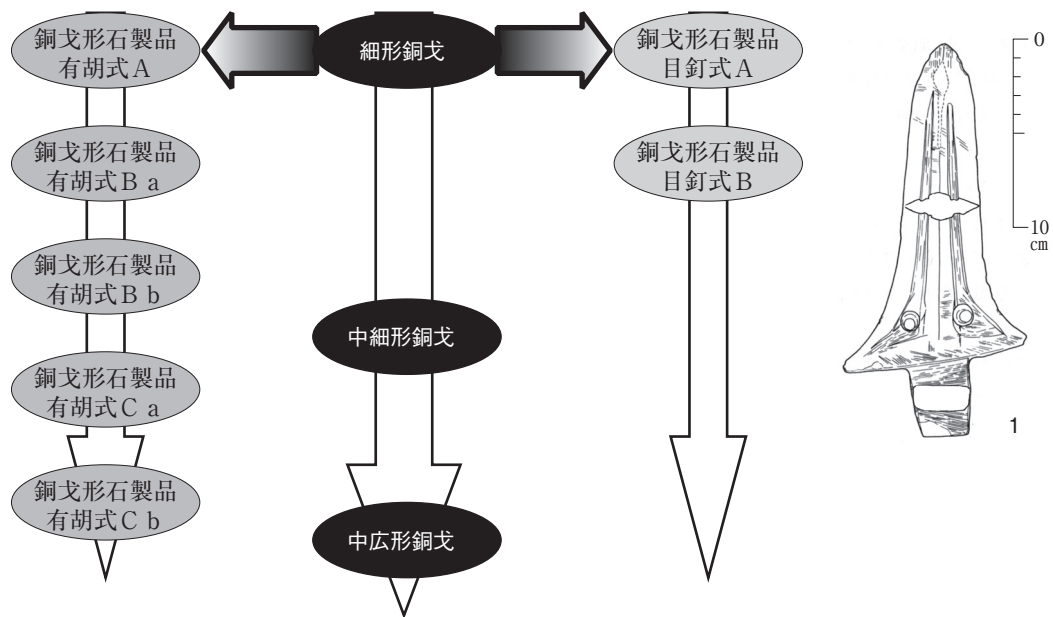 銅戈形石製品
有胡式A
銅戈形石製品
有胡式B a
銅戈形石製品
有胡式B b
銅戈形石製品
有胡式C a
銅戈形石製品
有胡式C b
細形銅戈
中細形銅戈
中広形銅戈
銅戈形石製品
目釘式A
銅戈形石製品
目釘式B
0
10
cm
1